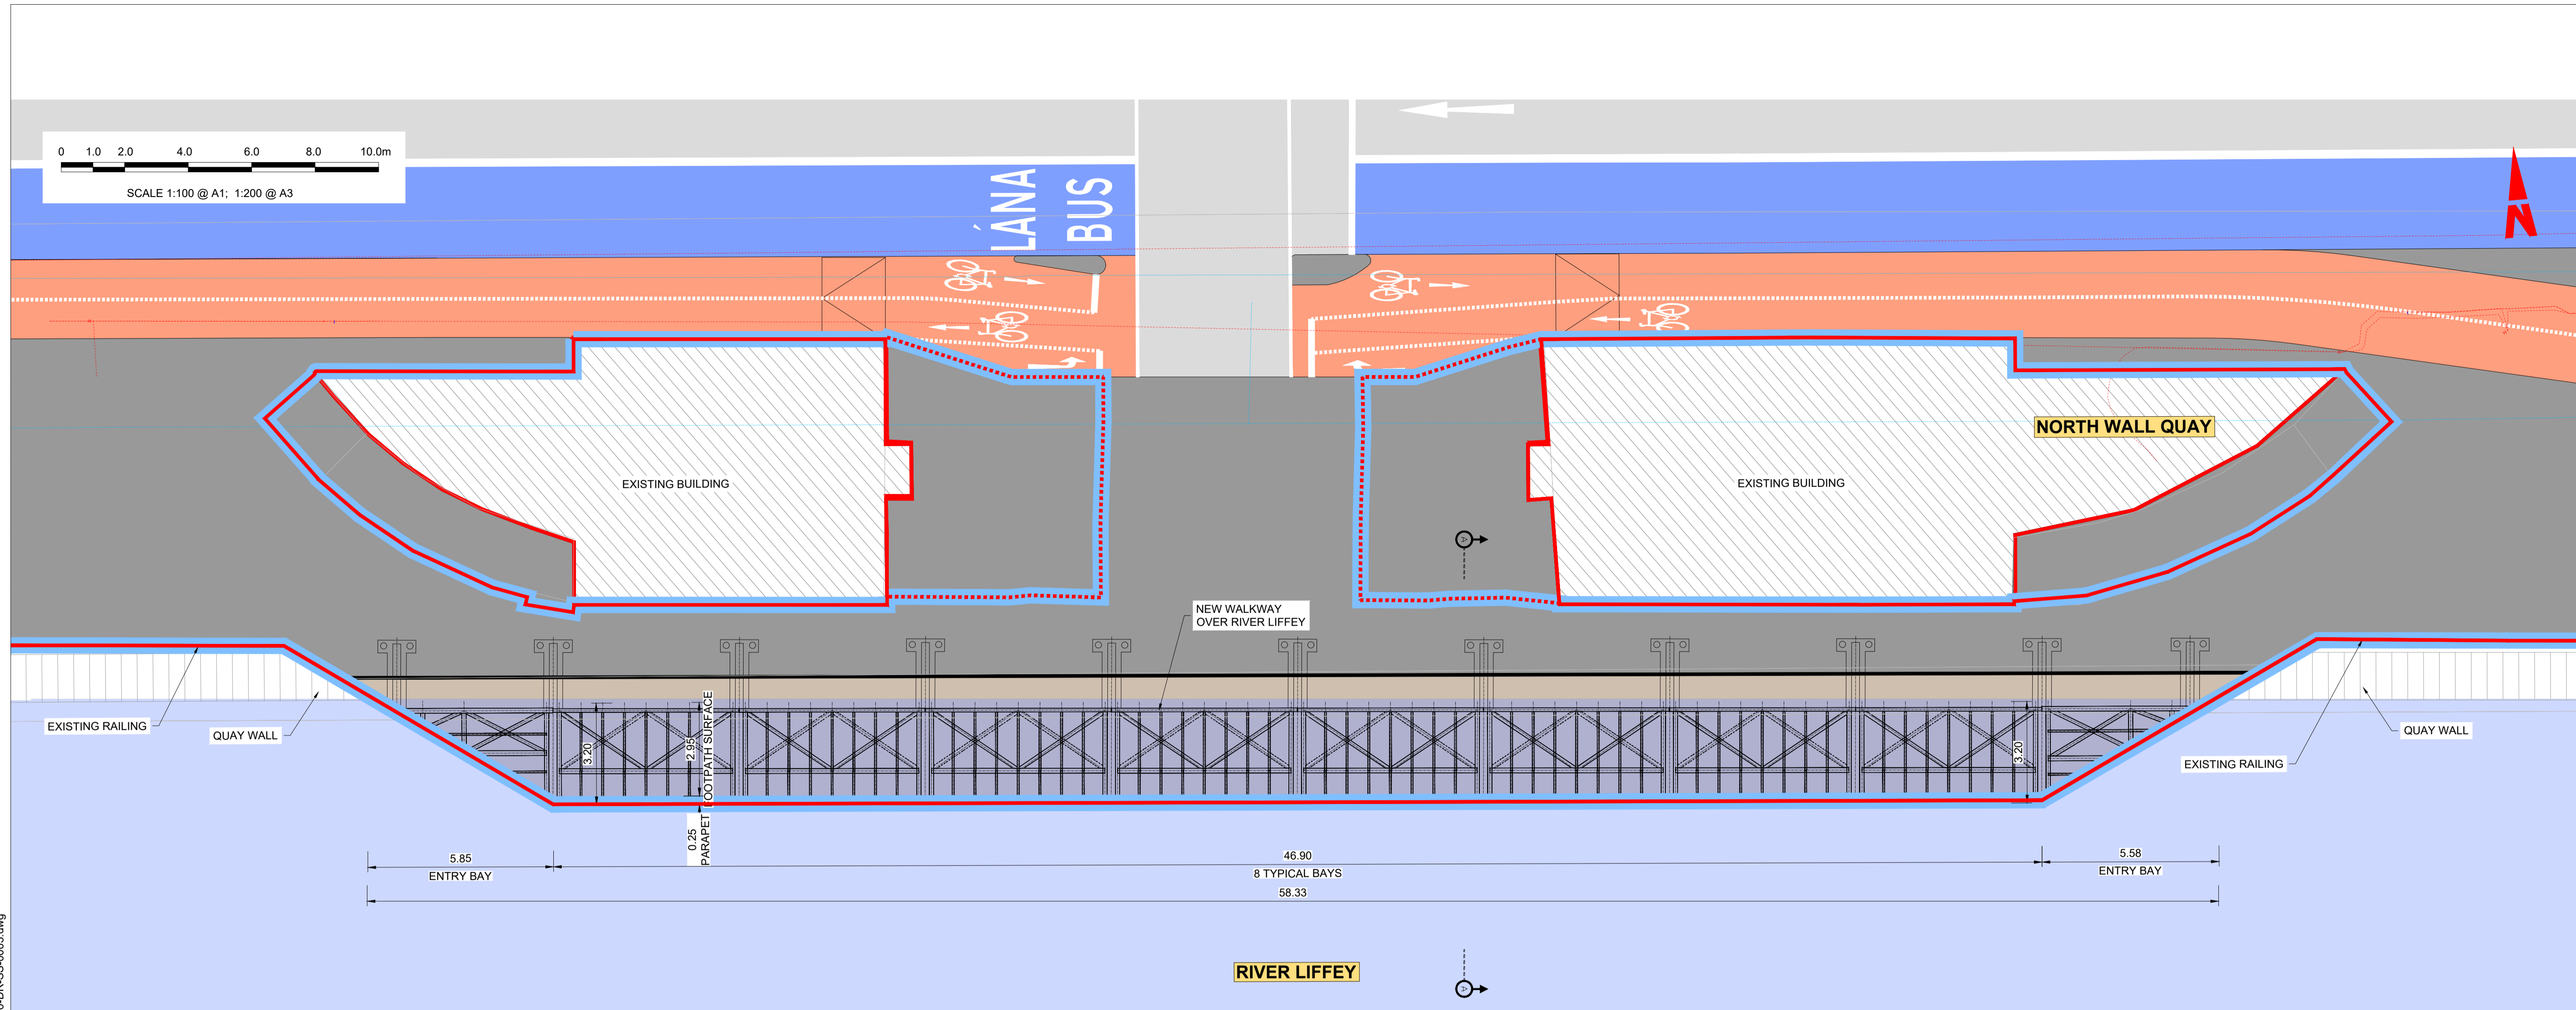 0 1.0 2.0 4.0 6.0 8.0 10.0m
SCALE 1:100 @ A1; 1:200 @ A3
LÁNA
BUS
N
NORTH WALL QUAY
EXISTING BUILDING
EXISTING BUILDING
A
NEW WALKWAY
OVER RIVER LIFFEY
EXISTING RAILING
QUAY WALL
3.20
2.95
FOOTTPATH SURFACE
0.25
PARAPET
3.20
EXISTING RAILING
QUAY WALL
5.85
ENTRY BAY
46.90
8 TYPICAL BAYS
5.58
ENTRY BAY
58.33
RIVER LIFFEY
A